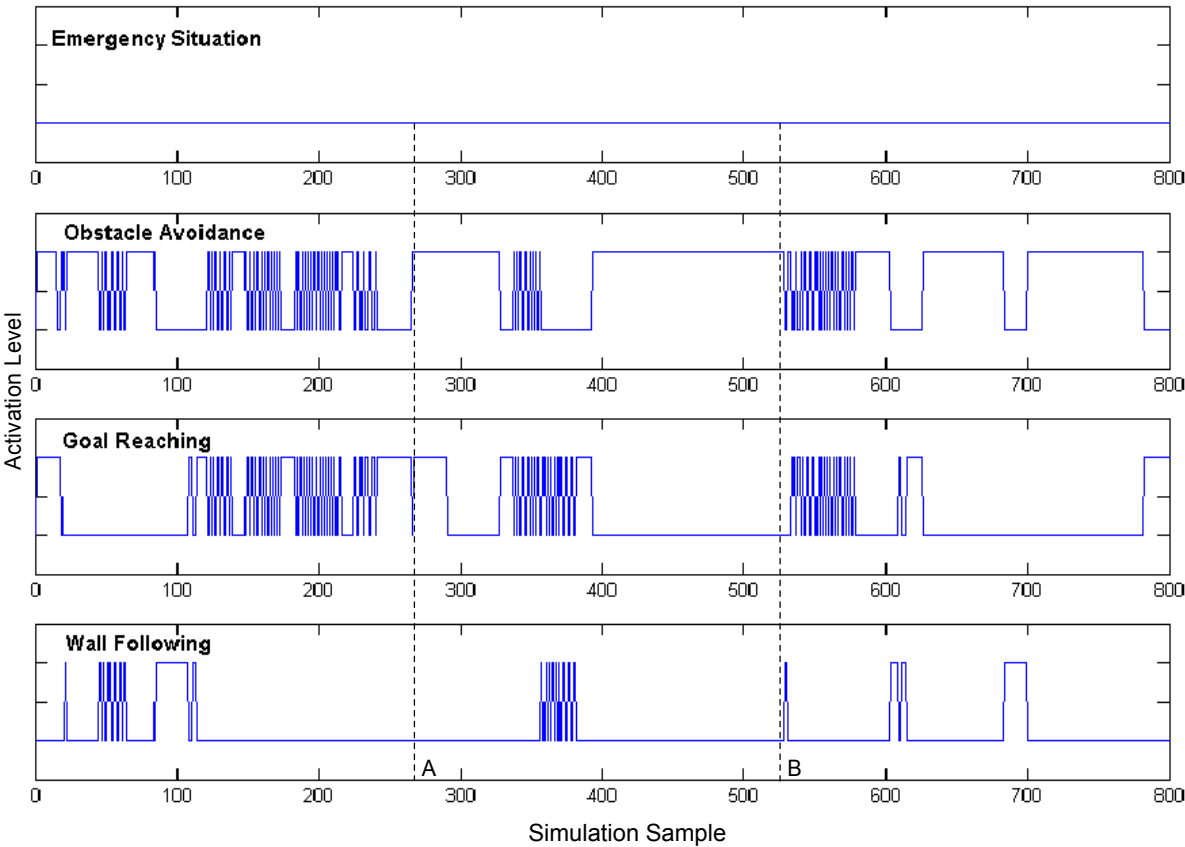 Emergency Situation
0 100 200 300 400 500 600 700 800
Obstacle Avoidance
0 100 200 300 400 500 600 700 800
Activation Level
Goal Reaching
0 100 200 300 400 500 600 700 800
Wall Following
A B
0 100 200 300 400 500 600 700 800
Simulation Sample